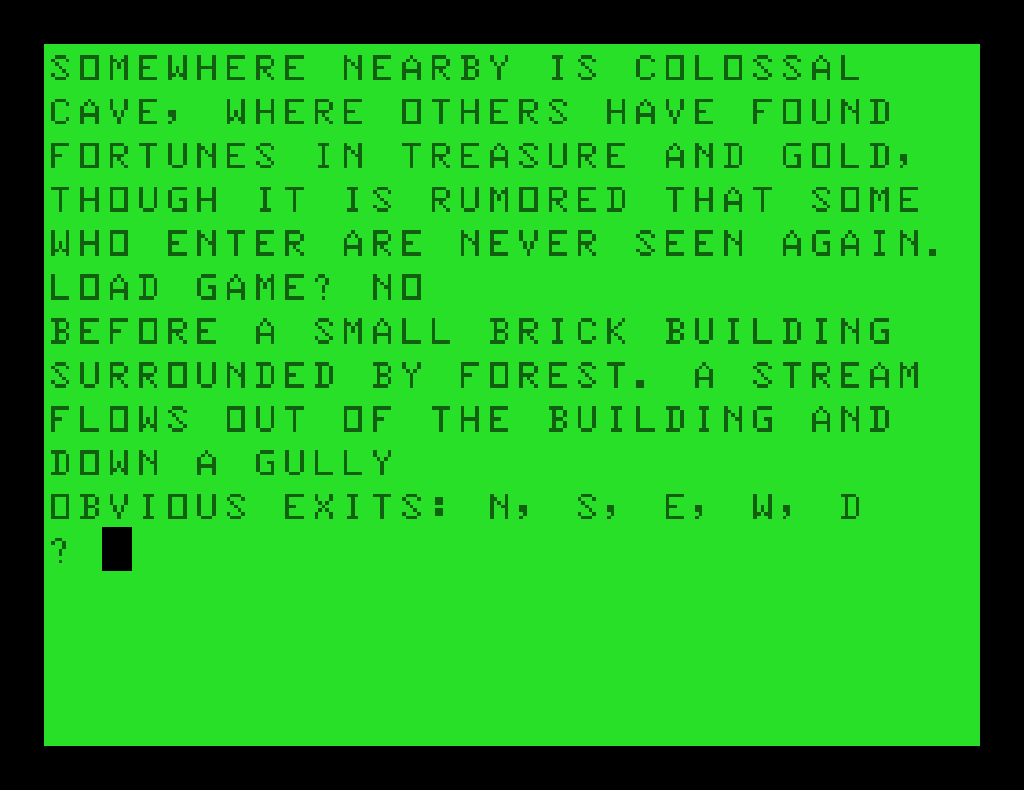 SOMEWHERE NEARBY IS COLOSSAL
CAVE, WHERE OTHERS HAVE FOUND
FORTUNES IN TREASURE AND GOLD,
THOUGH IT IS RUMORED THAT SOME
WHO ENTER ARE NEVER SEEN AGAIN.
LOAD GAME? NO
BEFORE A SMALL BRICK BUILDING
SURROUNDED BY FOREST. A STREAM
FLOWS OUT OF THE BUILDING AND
DOWN A GULLY
OBVIOUS EXITS: N, S, E, W, D
?